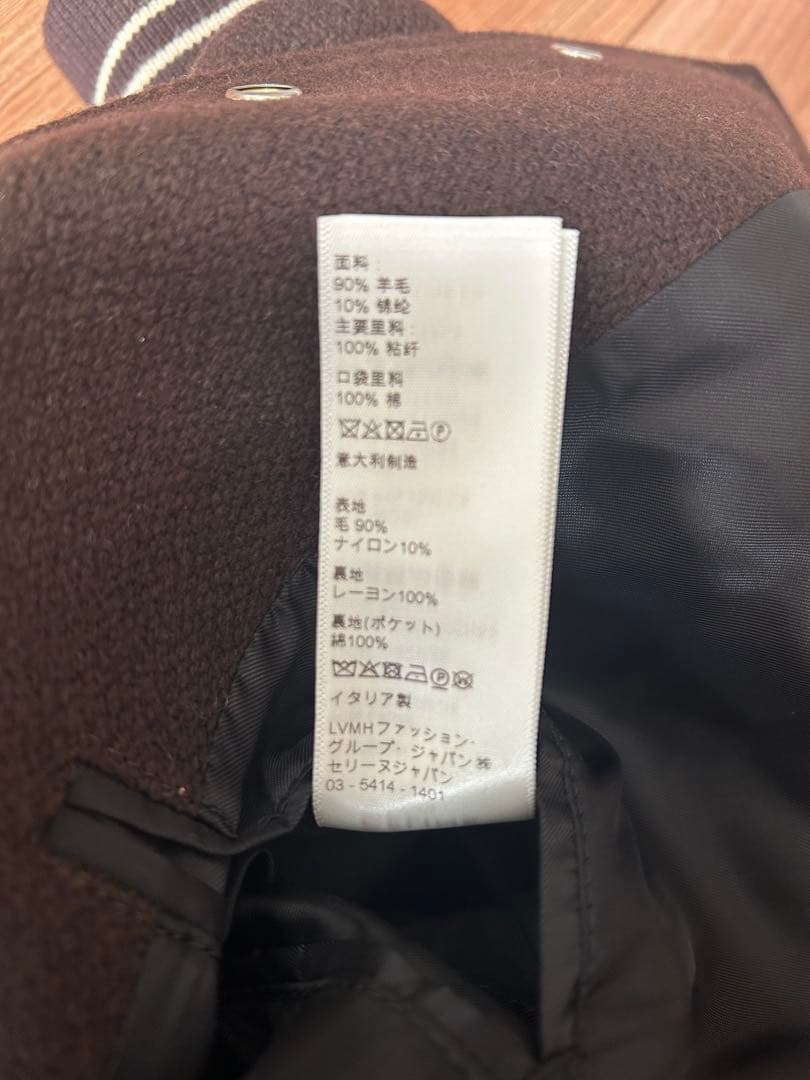 面料：
90% 羊毛
10% 锦纶
主要里料：
100% 粘纤
口袋里料
100% 棉
意大利制造
表地
毛 90%
ナイロン10%
裏地
レーヨン100%
裏地(ポケット)
綿100%
イタリア製
LVMHファッション・
グループ・ジャパン ㈱
セリーヌジャパン
03 - 5414 - 1401